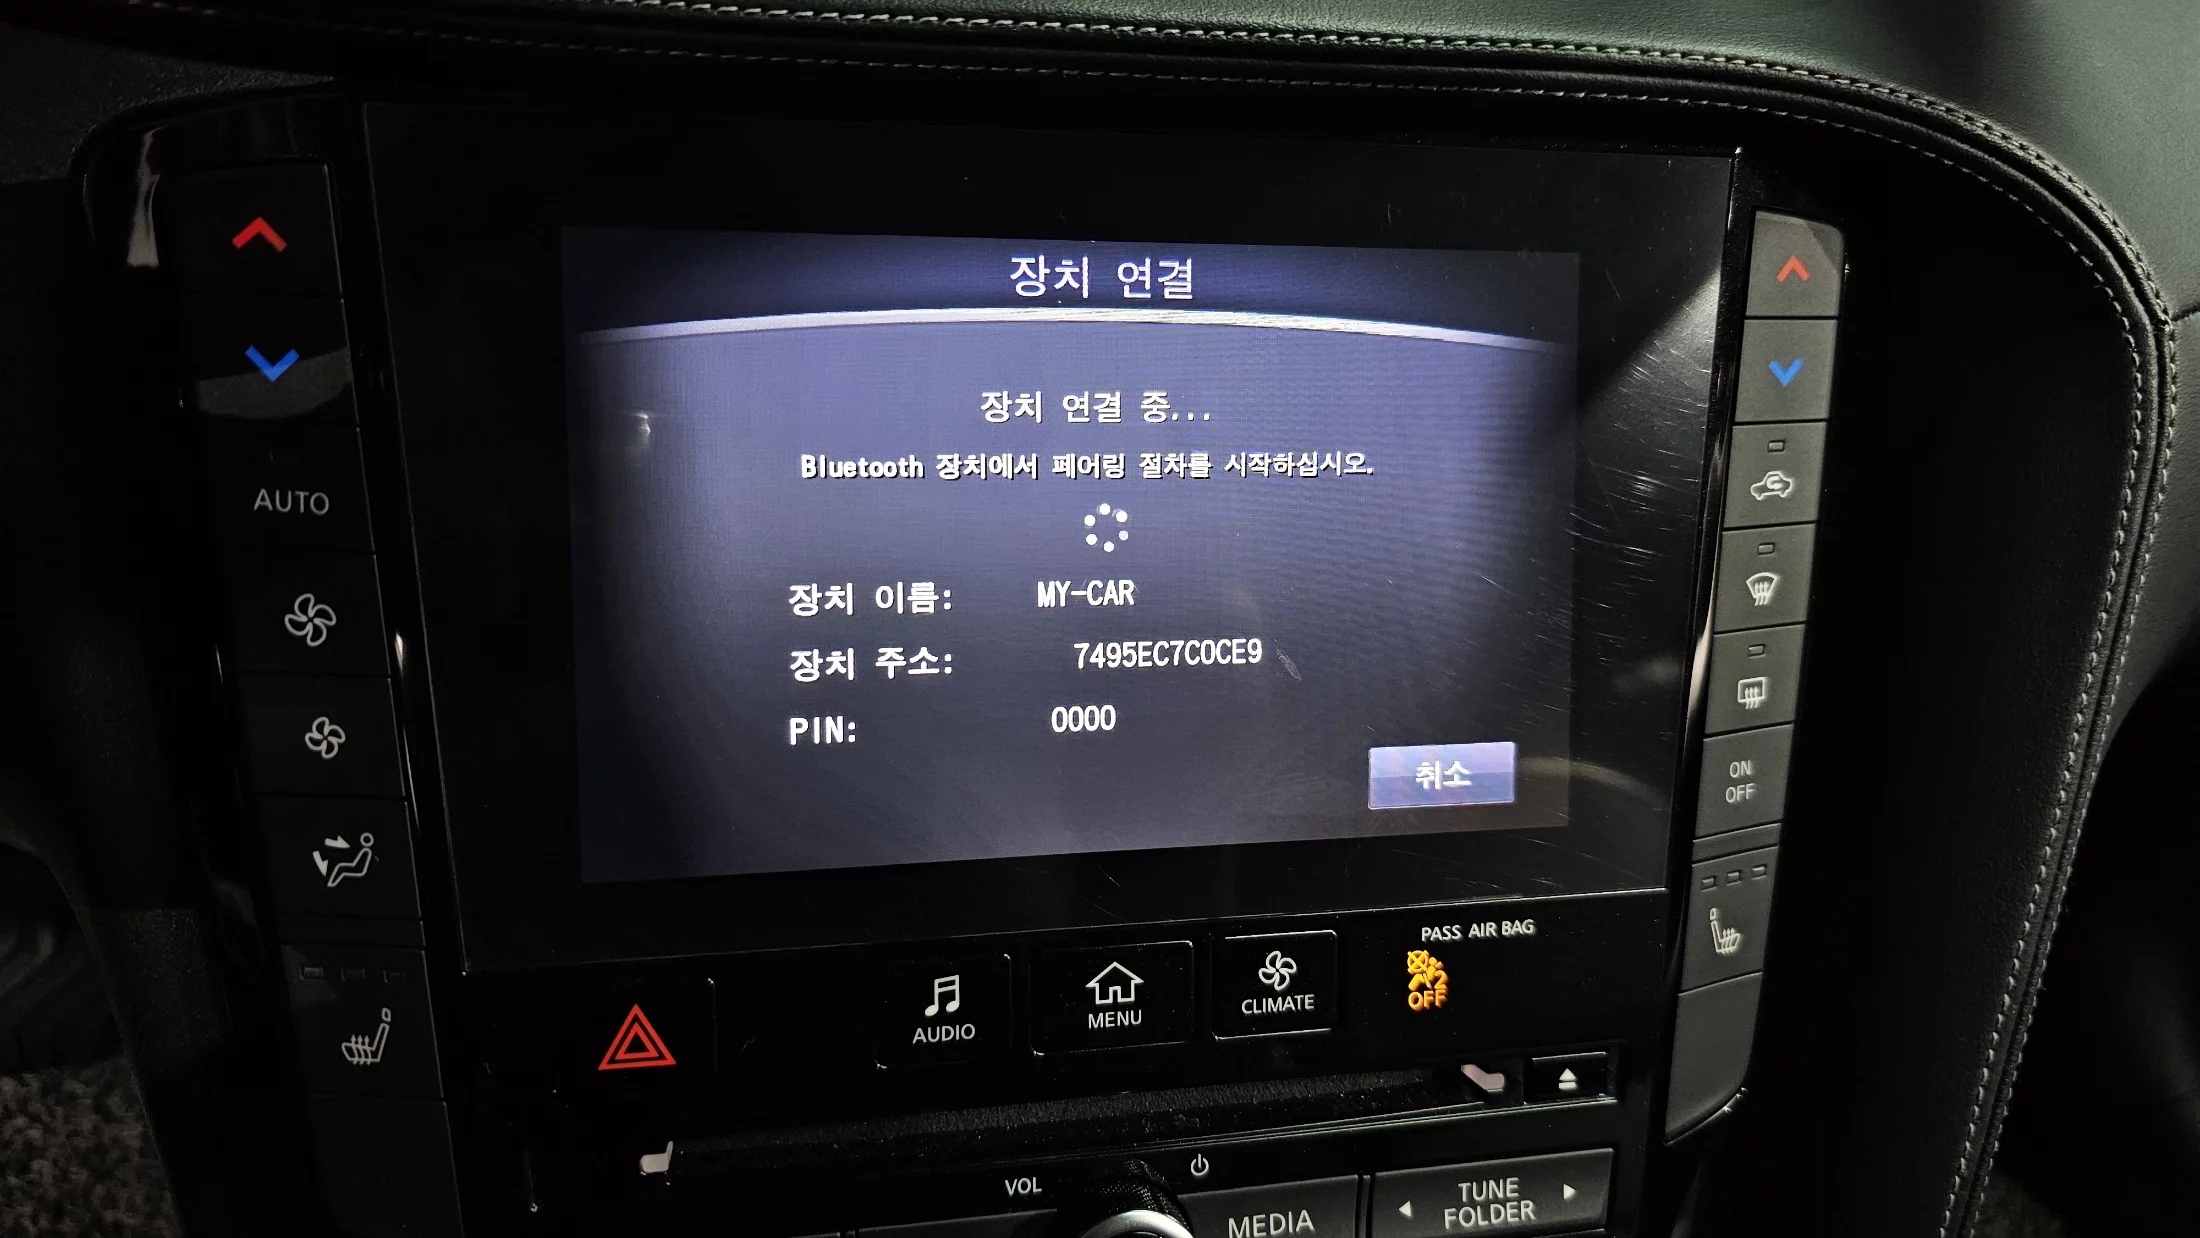 장치 연결
장치 연결 중...
Bluetooth 장치에서 페어링 절차를 시작하십시오.
장치 이름: MY-CAR
장치 주소: 7495EC7C0CE9
PIN: 0000
취소
AUTO
ON
OFF
PASS AIR BAG
2
OFF
AUDIO
MENU
CLIMATE
VOL
MEDIA
TUNE
FOLDER